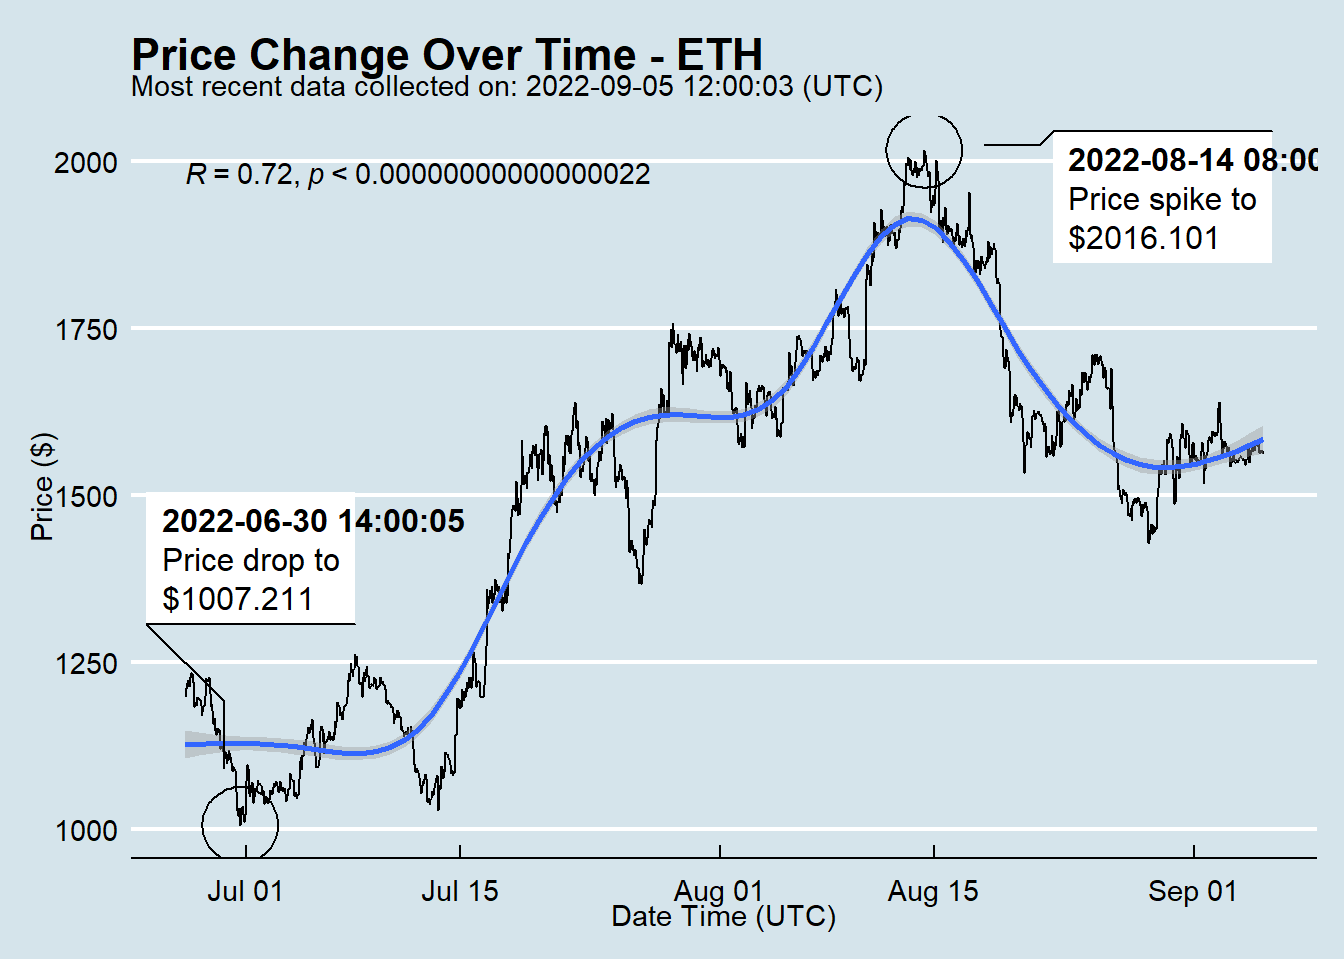 Price Change Over Time - ETH
Most recent data collected on: 2022-09-05 12:00:03 (UTC)
R = 0.72, p < 0.00000000000000022
2022-08-14 08:00
Price spike to
$2016.101
2022-06-30 14:00:05
Price drop to
$1007.211
Price ($)
2000
1750
1500
1250
1000
Jul 01 Jul 15 Aug 01 Aug 15 Sep 01
Date Time (UTC)